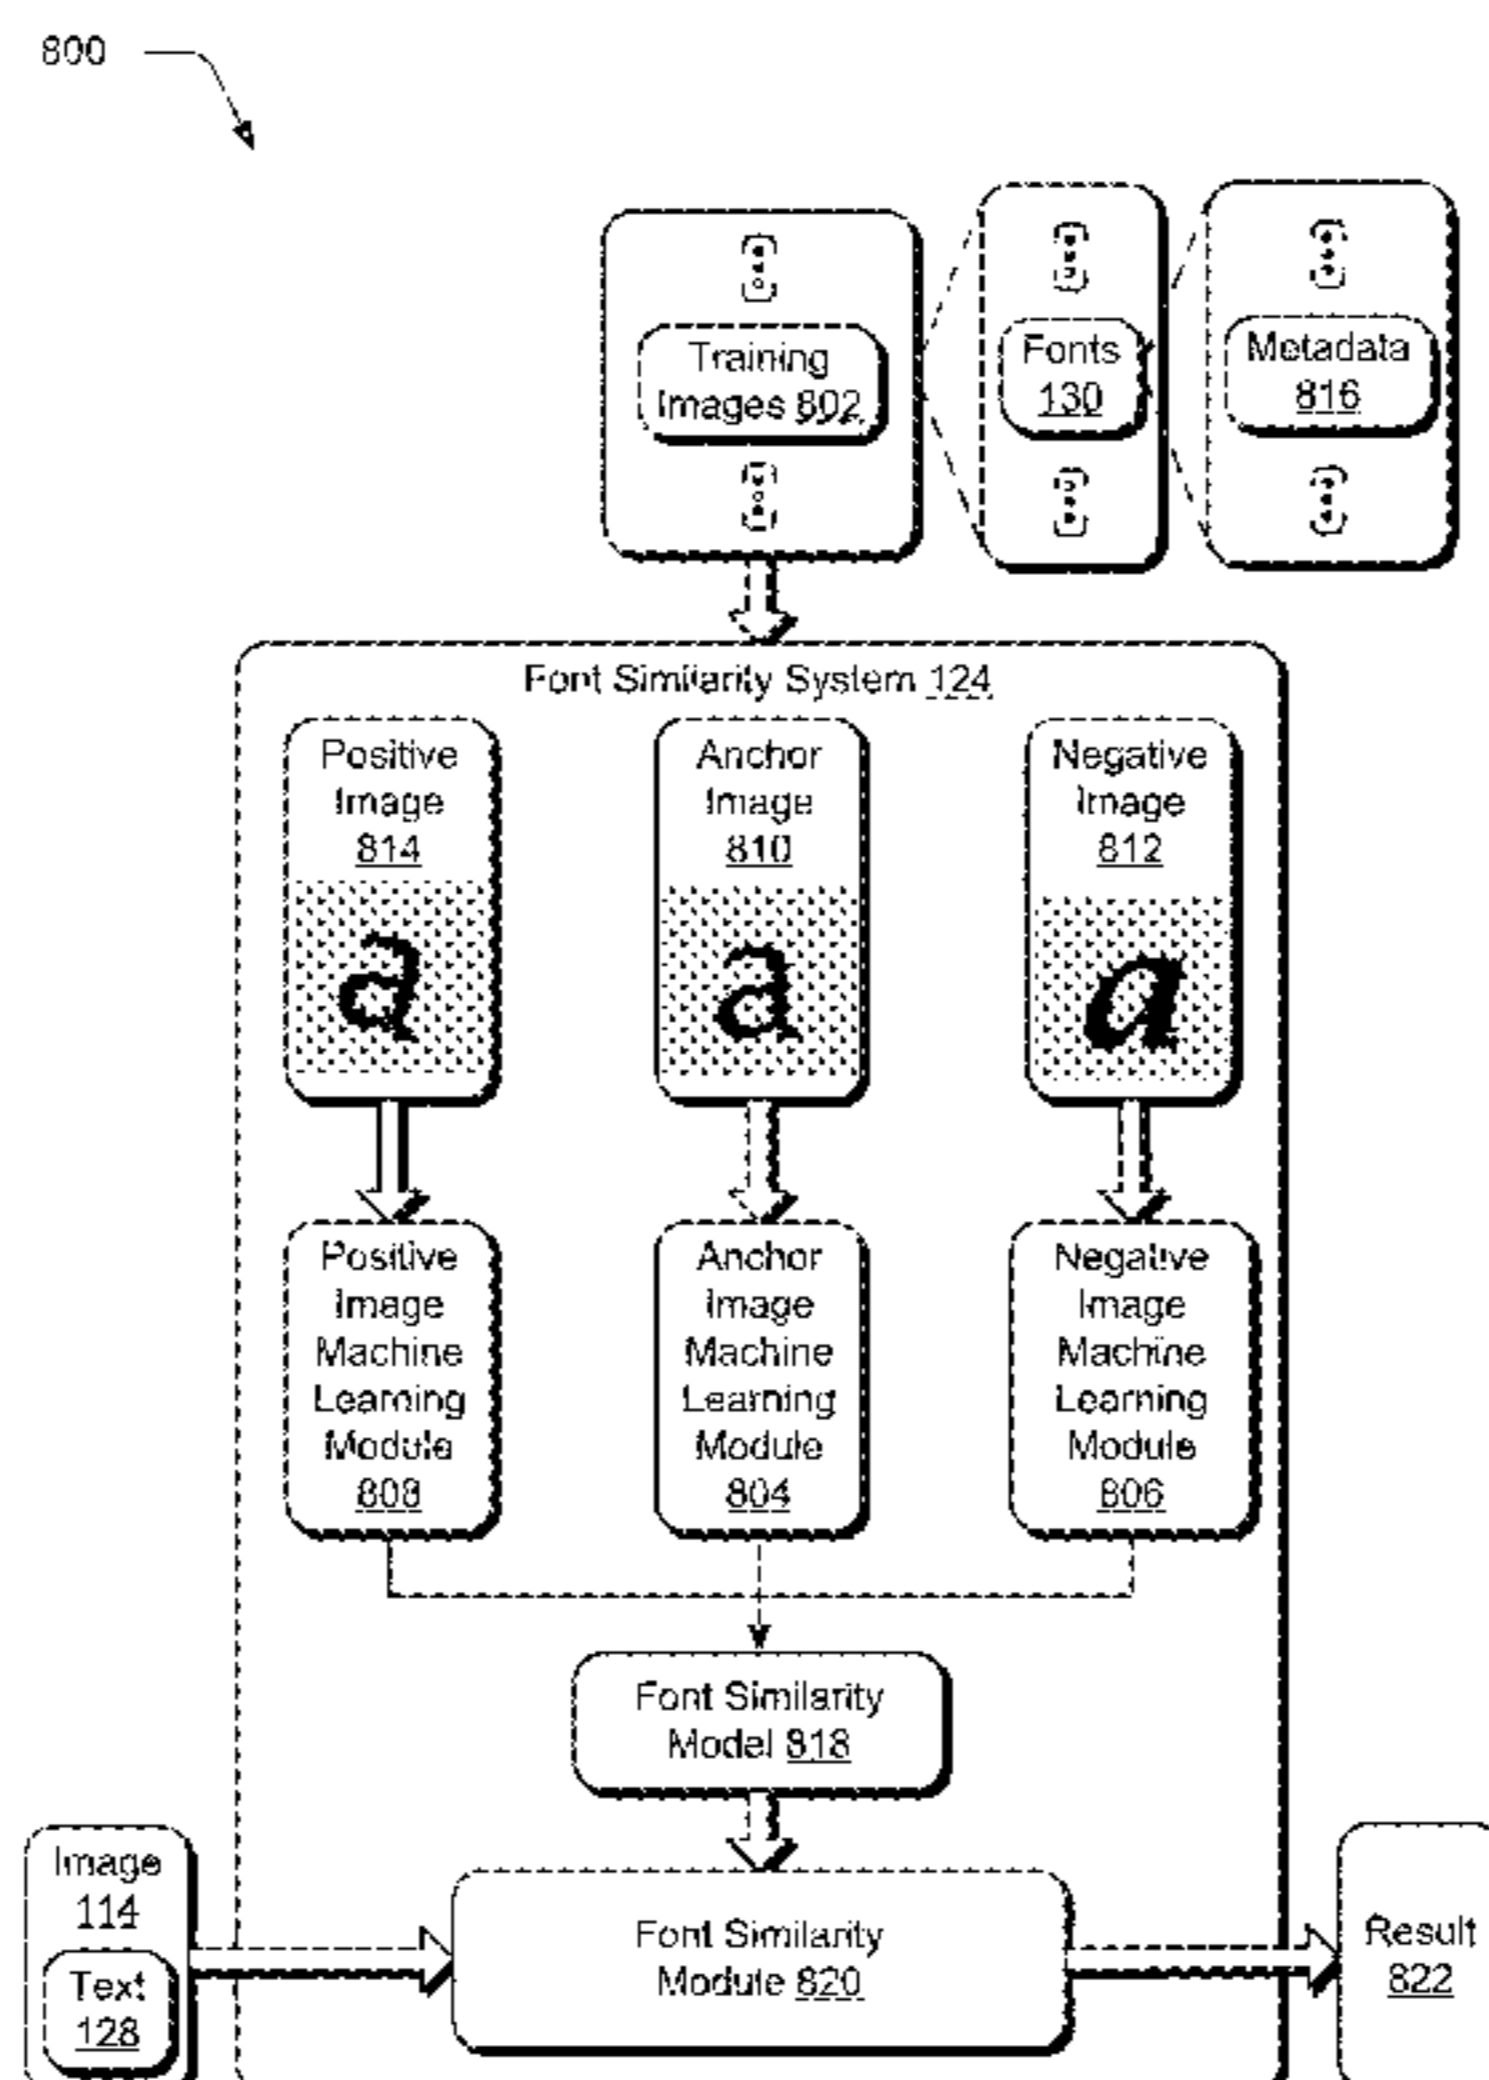 800
Training
Images 802
Fonts
130
Metadata
816
Font Similarity System 124
Positive
Image
814
a
Anchor
Image
810
a
Negative
Image
812
a
Positive
Image
Machine
Learning
Module
808
Anchor
Image
Machine
Learning
Module
804
Negative
Image
Machine
Learning
Module
806
Font Similarity
Model 818
Image
114
Text
128
Font Similarity
Module 820
Result
822